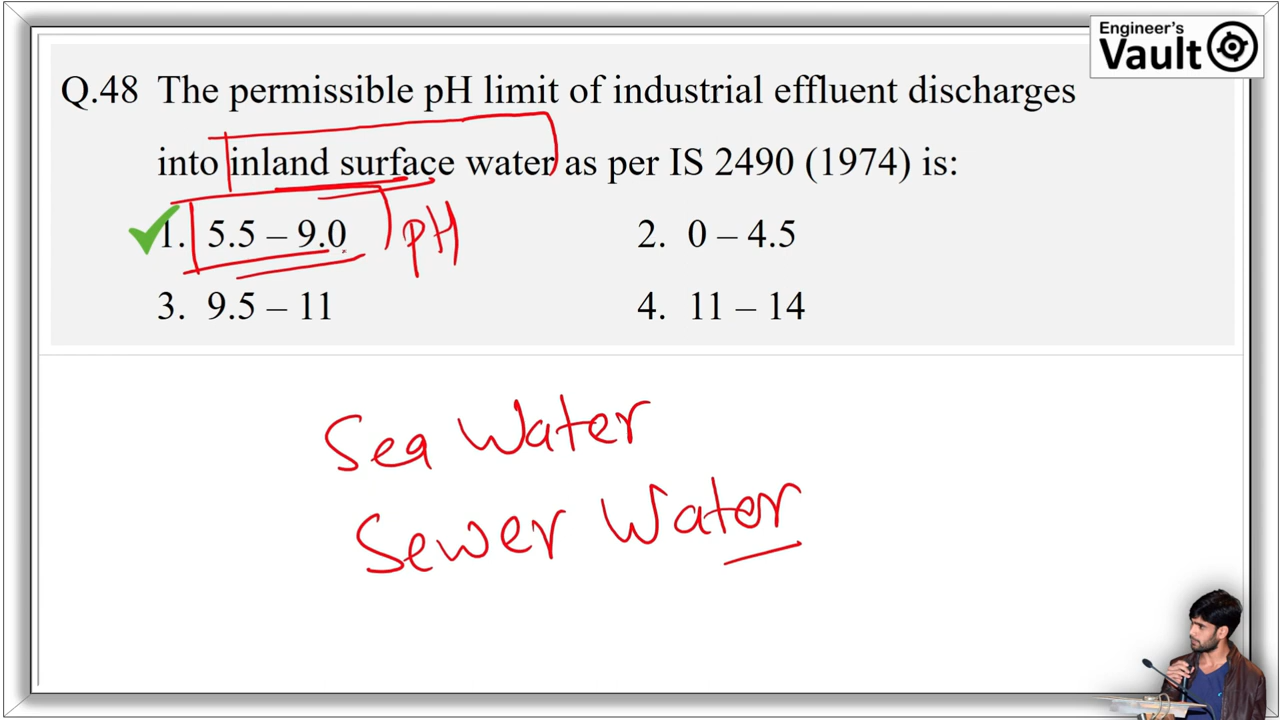 Engineer's
Vault
Q.48 The permissible pH limit of industrial effluent discharges
into inland surface water as per IS 2490 (1974) is:
1. 5.5 – 9.0 pH 2. 0 – 4.5
3. 9.5 – 11 4. 11 – 14
Sea Water
Sewer Water